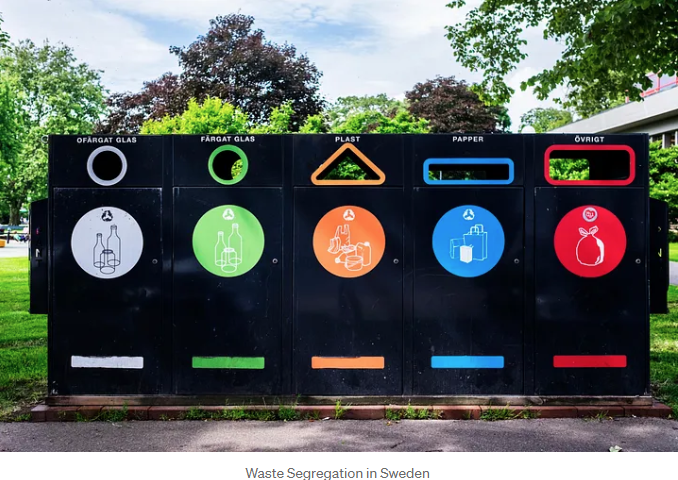 OFÄRGAT GLAS
FÄRGAT GLAS
PLAST
PAPPER
ÖVRIGT
Waste Segregation in Sweden